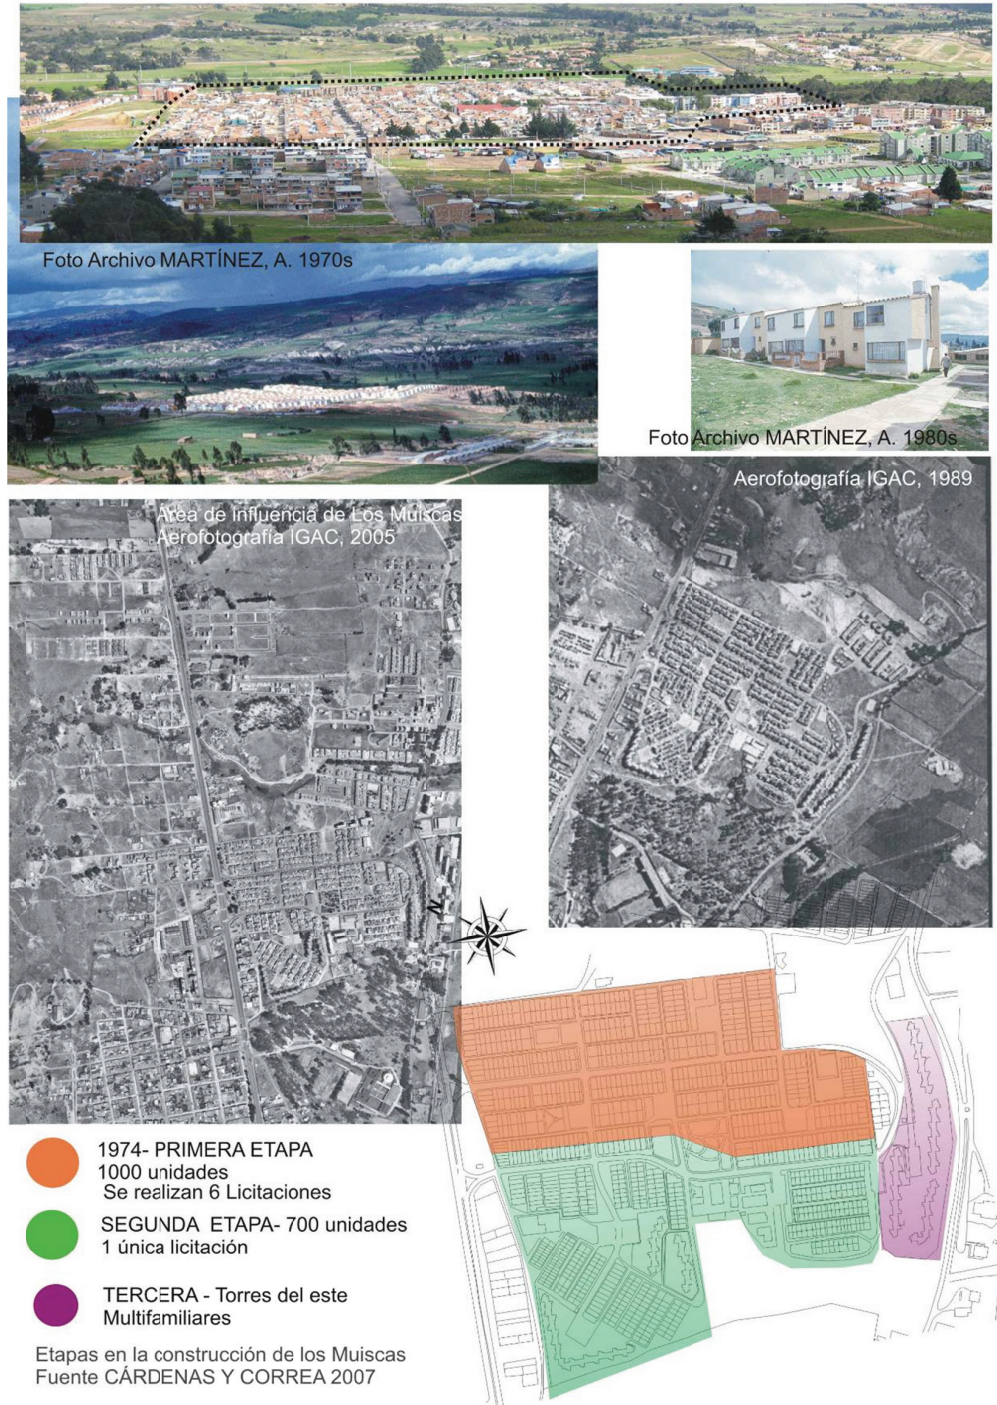 Foto Archivo MARTÍNEZ, A. 1970s
Foto Archivo MARTÍNEZ, A. 1980s
Aerofotografía IGAC, 1989
Área de Influencia de Los Muiscas
Aerofotografía IGAC, 2005
N
1974- PRIMERA ETAPA
1000 unidades
Se realizan 6 Licitaciones
SEGUNDA ETAPA- 700 unidades
1 única licitación
TERCERA - Torres del este
Multifamiliares
Etapas en la construcción de los Muiscas
Fuente CÁRDENAS Y CORREA 2007